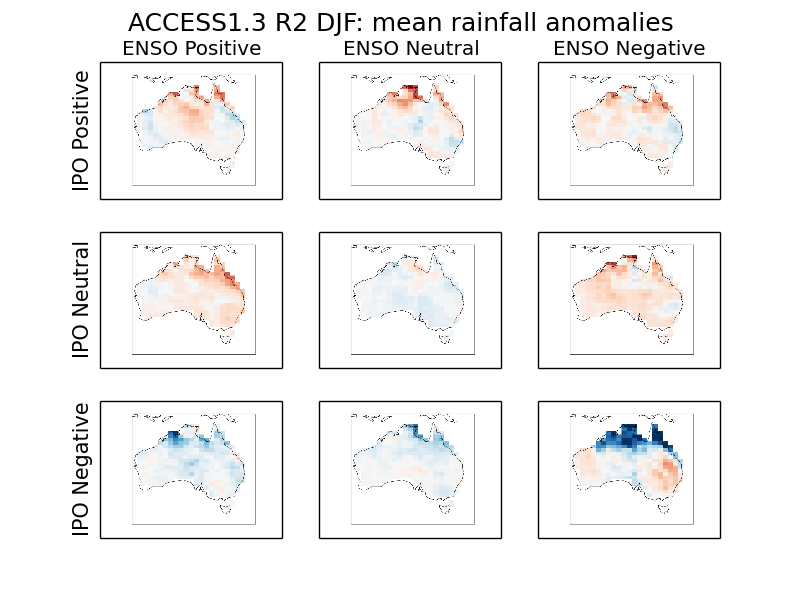 ACCESS1.3 R2 DJF: mean rainfall anomalies
ENSO Positive
ENSO Neutral
ENSO Negative
IPO Positive
IPO Neutral
IPO Negative